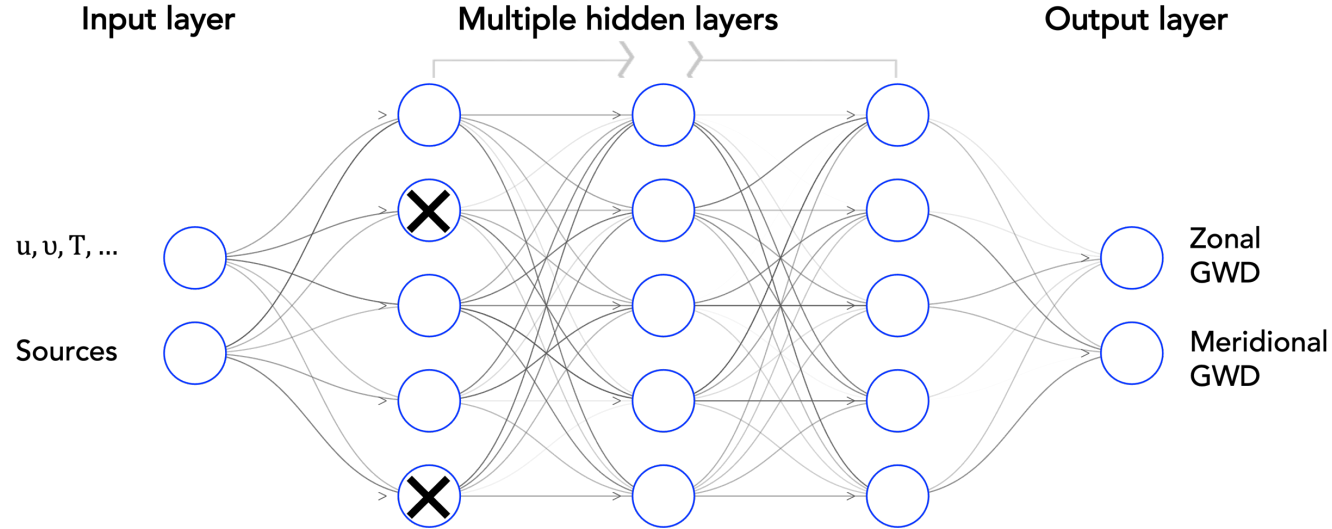 Input layer
Multiple hidden layers
Output layer
u, υ, T, ...
Sources
Zonal
GWD
Meridional
GWD